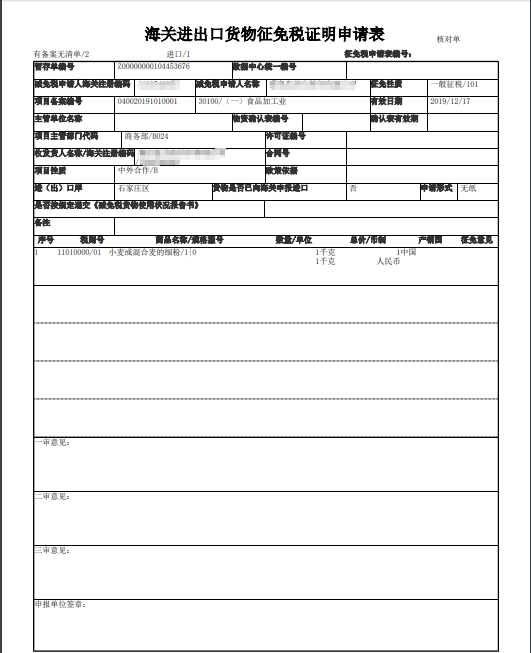 海关进出口货物征免税证明申请表
核对单
有备案无清单/2 进口/I 征免税申请表编号：
暂存单编号 Z0000000104453676 数据中心统一编号
减免税申请人海关注册编码 减免税申请人名称 征免性质 一般征税/101
项目备案编号 040020191010001 30100/（一）食品加工业 有效日期 2019/12/17
主管单位名称 物资确认表编号 确认表有效期
项目主管部门代码 商务部/B024 许可证编号
收发货人名称/海关注册编码 合同号
项目性质 中外合作/B 政策依据
进（出）口岸 石家庄区 货物是否已向海关申报进口 否 申请形式 无纸
是否按规定递交《减免税货物使用状况报告书》
备注
序号 税则号 商品名称/规格型号 数量/单位 总价/币制 产销国 征免意见
1 11010000/01 小麦或混合麦的细粉/1|0 1千克 1中国
1千克 人民币
一审意见：
二审意见：
三审意见：
申报单位签章：